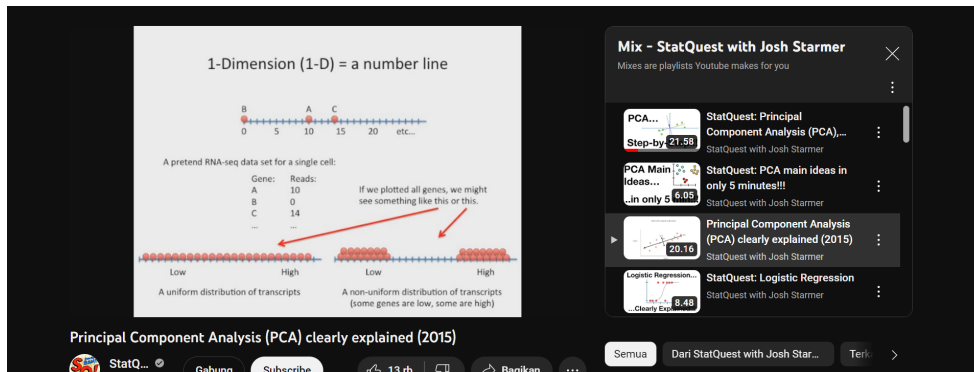 1-Dimension (1-D) = a number line
B A C
0 5 10 15 20 etc...
A pretend RNA-seq data set for a single cell:
Gene: Reads:
A 10
B 0
C 14
... ...
If we plotted all genes, we might
see something like this or this.
Low High
Low High
A uniform distribution of transcripts
A non-uniform distribution of transcripts
(some genes are low, some are high)
Principal Component Analysis (PCA) clearly explained (2015)
StatQ...
Gabung
Subscribe
13 rb
Bagikan
Mix - StatQuest with Josh Starmer
Mixes are playlists Youtube makes for you
PCA...
Step-by-
21.58
StatQuest: Principal
Component Analysis (PCA),...
StatQuest with Josh Starmer
PCA Main
Ideas...
..in only 5
6.05
StatQuest: PCA main ideas in
only 5 minutes!!!
StatQuest with Josh Starmer
20.16
Principal Component Analysis
(PCA) clearly explained (2015)
StatQuest with Josh Starmer
Logistic Regression...
...Clearly Exp
8.48
StatQuest: Logistic Regression
StatQuest with Josh Starmer
Semua
Dari StatQuest with Josh Star...
Terk